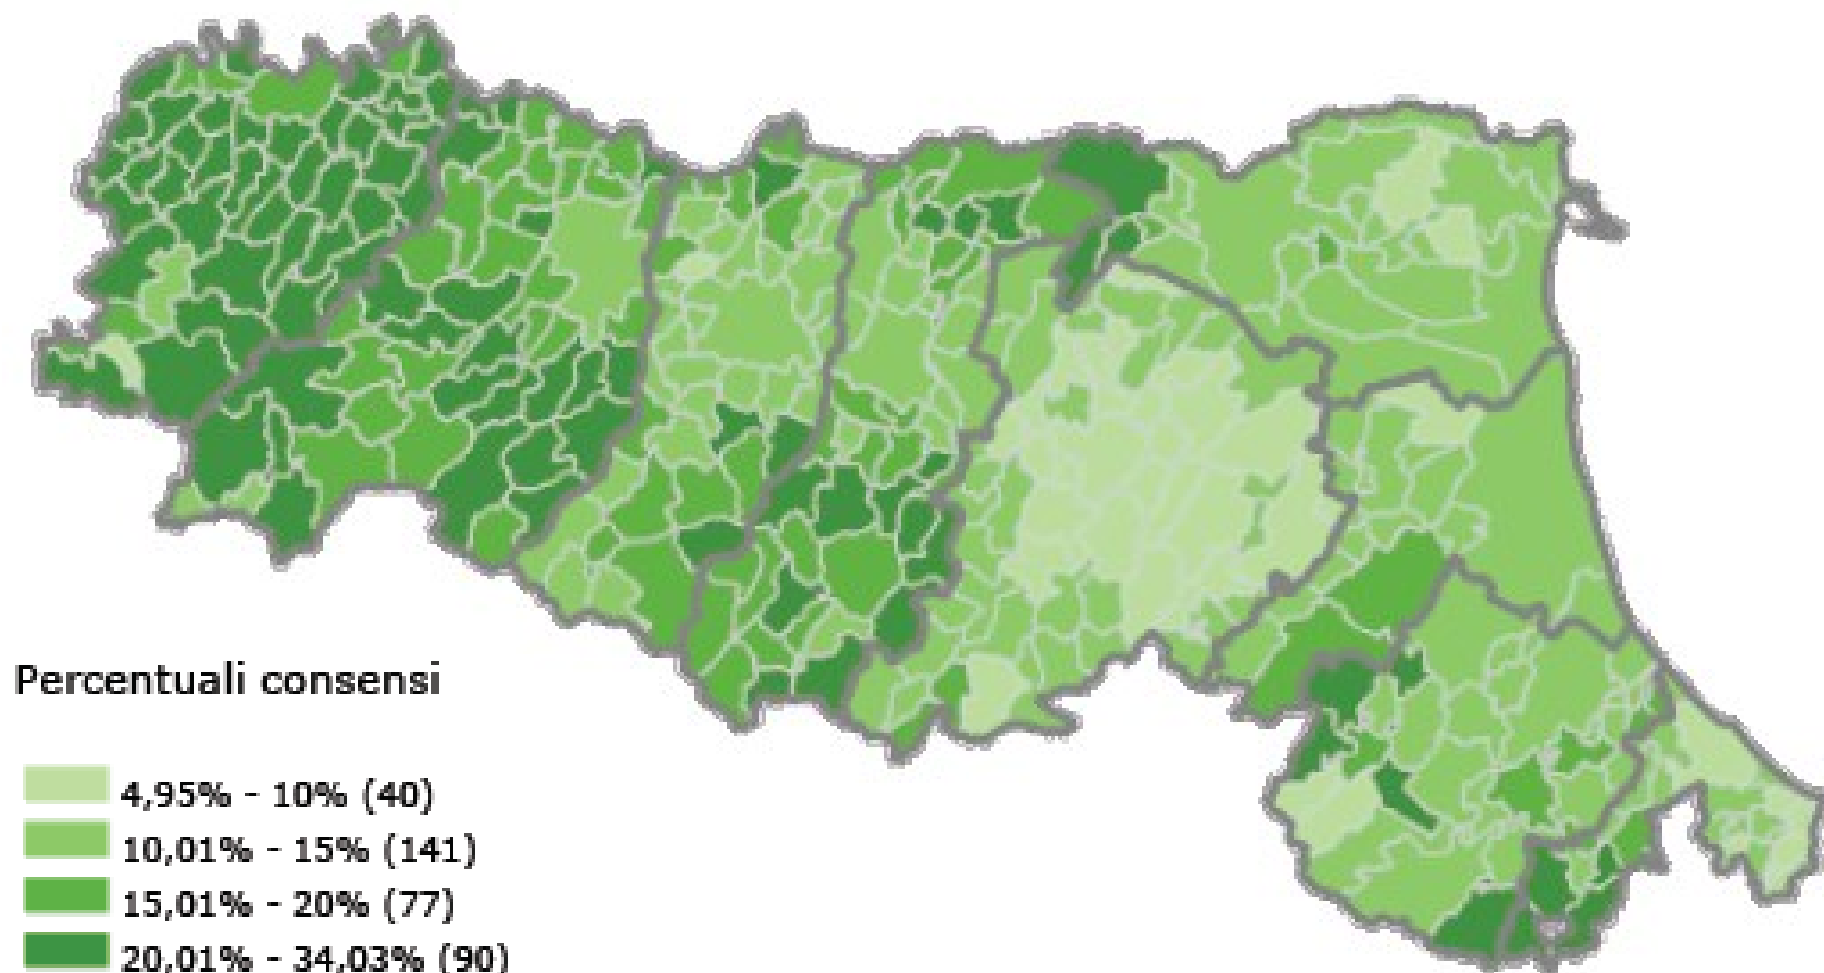 Percentuali consensi
4,95% - 10% (40)
10,01% - 15% (141)
15,01% - 20% (77)
20,01% - 34,03% (90)